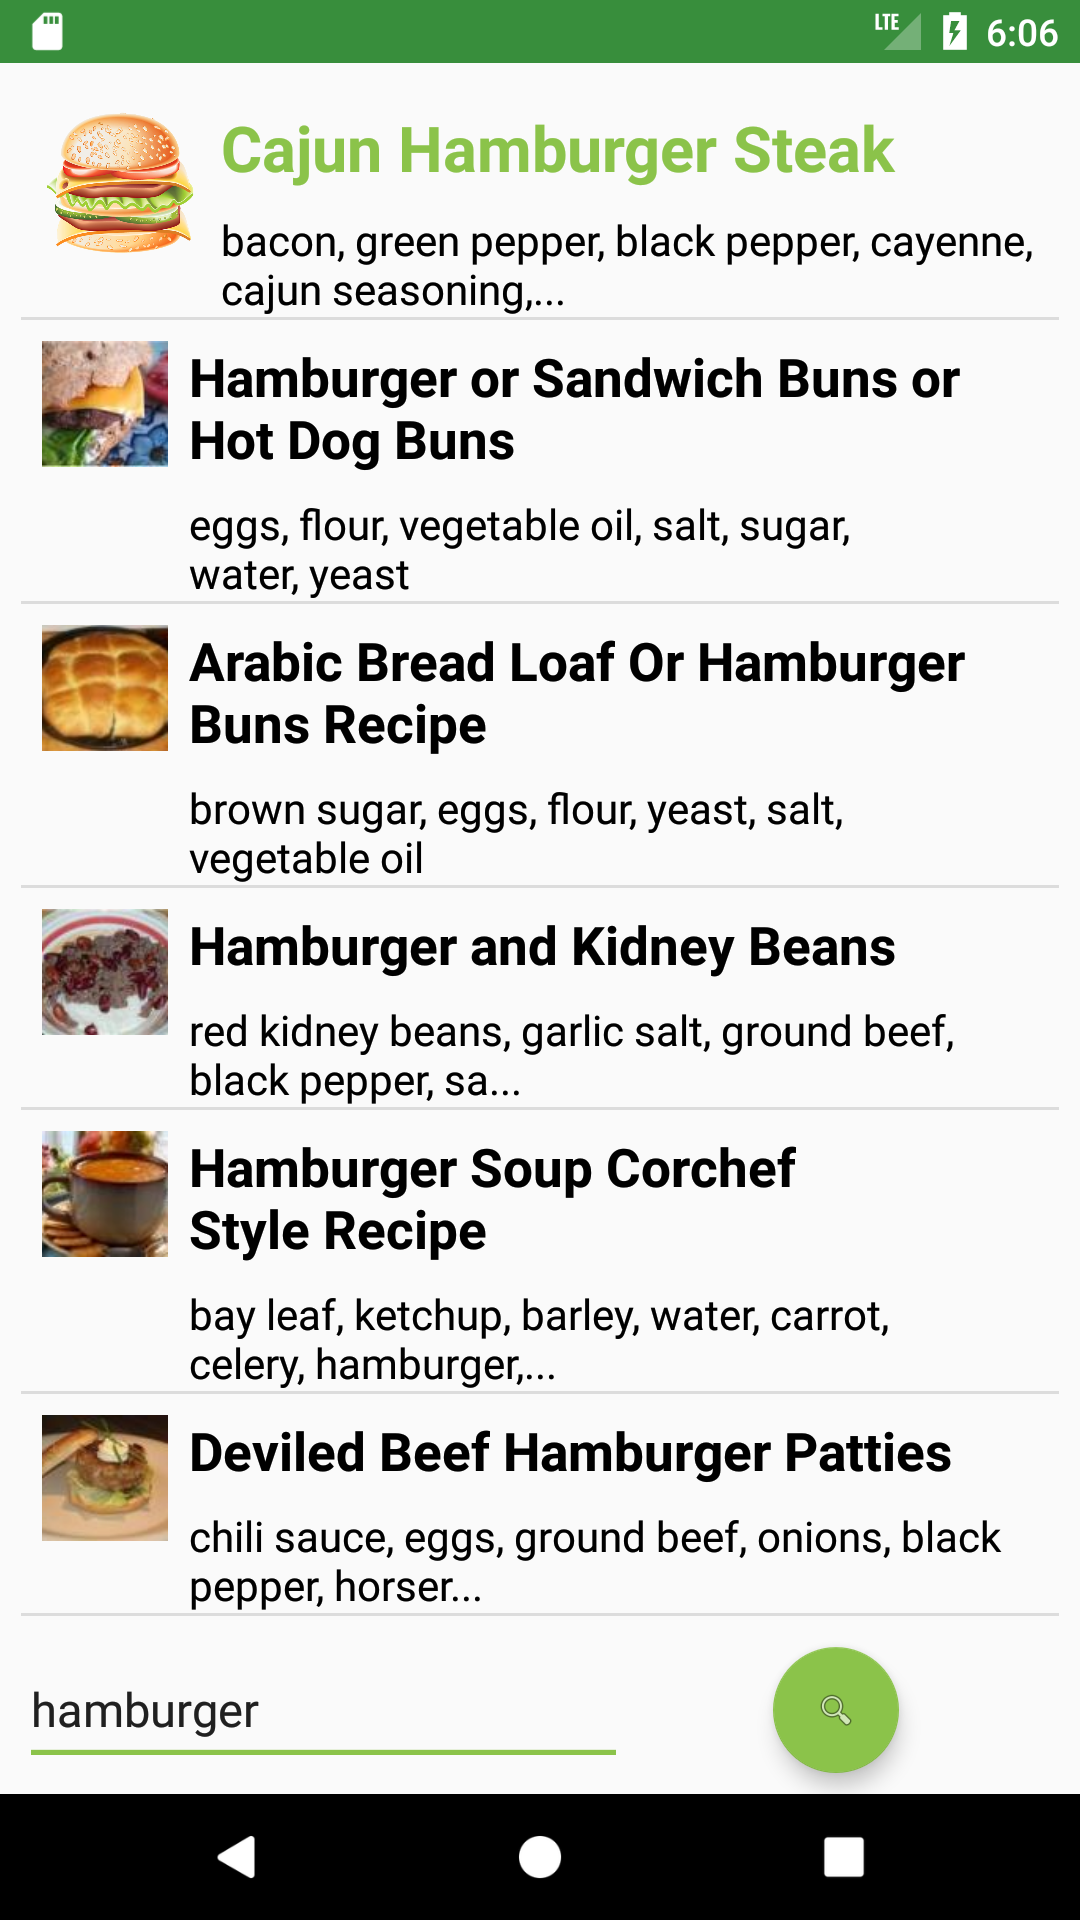 LTE 6:06
Cajun Hamburger Steak
bacon, green pepper, black pepper, cayenne,
cajun seasoning,...
Hamburger or Sandwich Buns or
Hot Dog Buns
eggs, flour, vegetable oil, salt, sugar,
water, yeast
Arabic Bread Loaf Or Hamburger
Buns Recipe
brown sugar, eggs, flour, yeast, salt,
vegetable oil
Hamburger and Kidney Beans
red kidney beans, garlic salt, ground beef,
black pepper, sa...
Hamburger Soup Corchef
Style Recipe
bay leaf, ketchup, barley, water, carrot,
celery, hamburger,...
Deviled Beef Hamburger Patties
chili sauce, eggs, ground beef, onions, black
pepper, horser...
hamburger